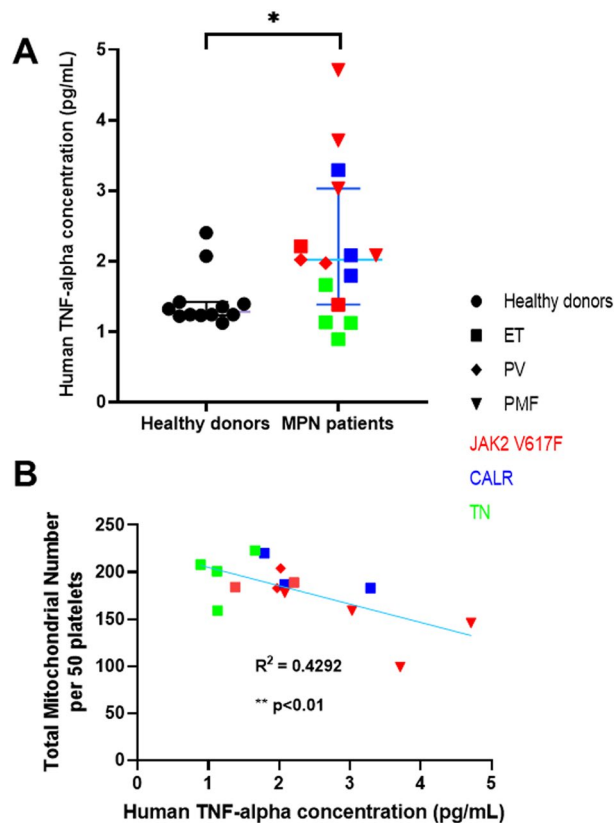 A
*
Human TNF-alpha concentration (pg/mL)
5
4
3
2
1
0
Healthy donors
MPN patients
Healthy donors
ET
PV
PMF
JAK2 V617F
CALR
TN
B
Total Mitochondrial Number
per 50 platelets
250
200
150
100
50
0
R² = 0.4292
** p<0.01
0 1 2 3 4 5
Human TNF-alpha concentration (pg/mL)